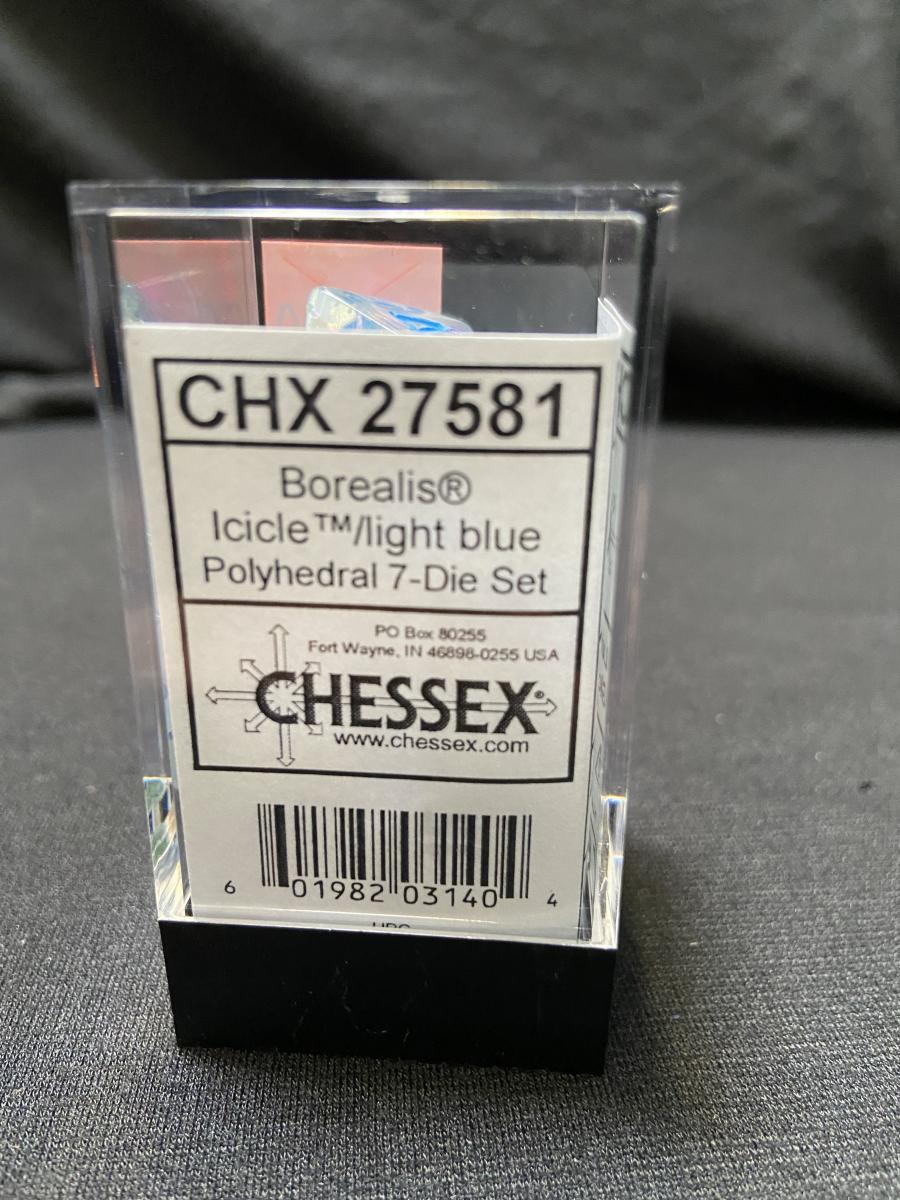 CHX 27581
Borealis®
Icicle™/light blue
Polyhedral 7-Die Set
PO Box 80255
Fort Wayne, IN 46898-0255 USA
CHESSEX®
www.chessex.com
6 01982 03140 4